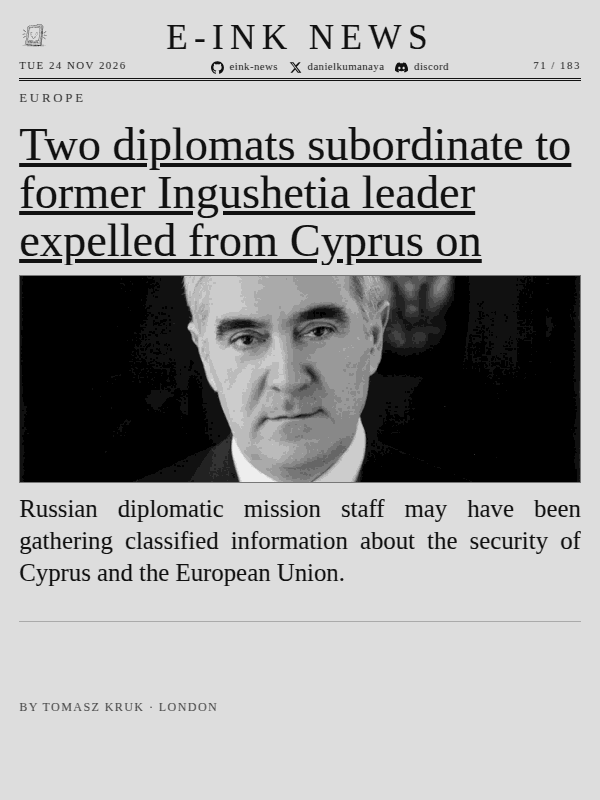 E-INK NEWS
TUE 24 NOV 2026
eink-news danielkumanaya discord
71 / 183
EUROPE
Two diplomats subordinate to
former Ingushetia leader
expelled from Cyprus on
Russian diplomatic mission staff may have been
gathering classified information about the security of
Cyprus and the European Union.
BY TOMASZ KRUK · LONDON